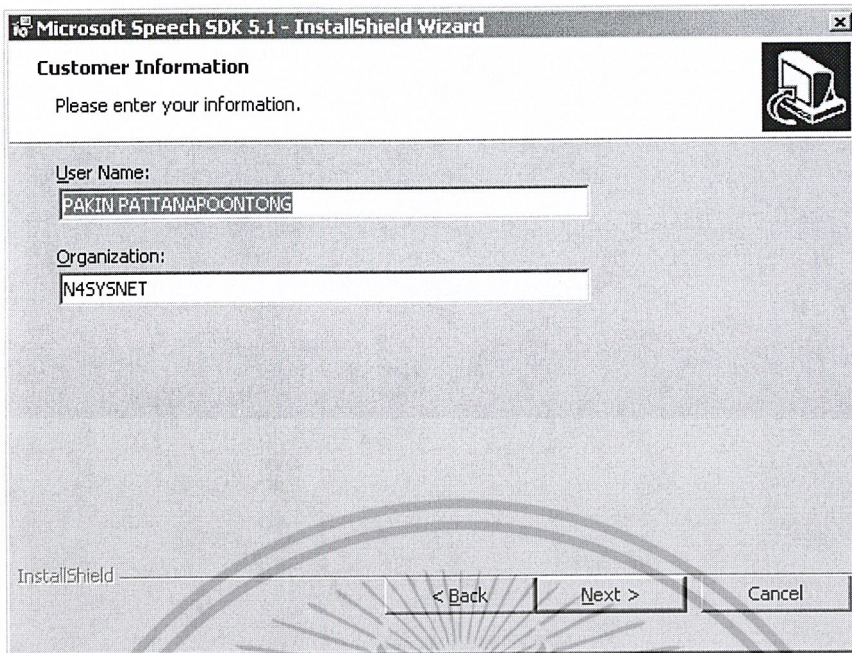 Microsoft Speech SDK 5.1 - InstallShield Wizard
Customer Information
Please enter your information.
User Name:
PAKIN PATTANAPOONTONG
Organization:
N4SYSNET
InstallShield
< Back Next > Cancel